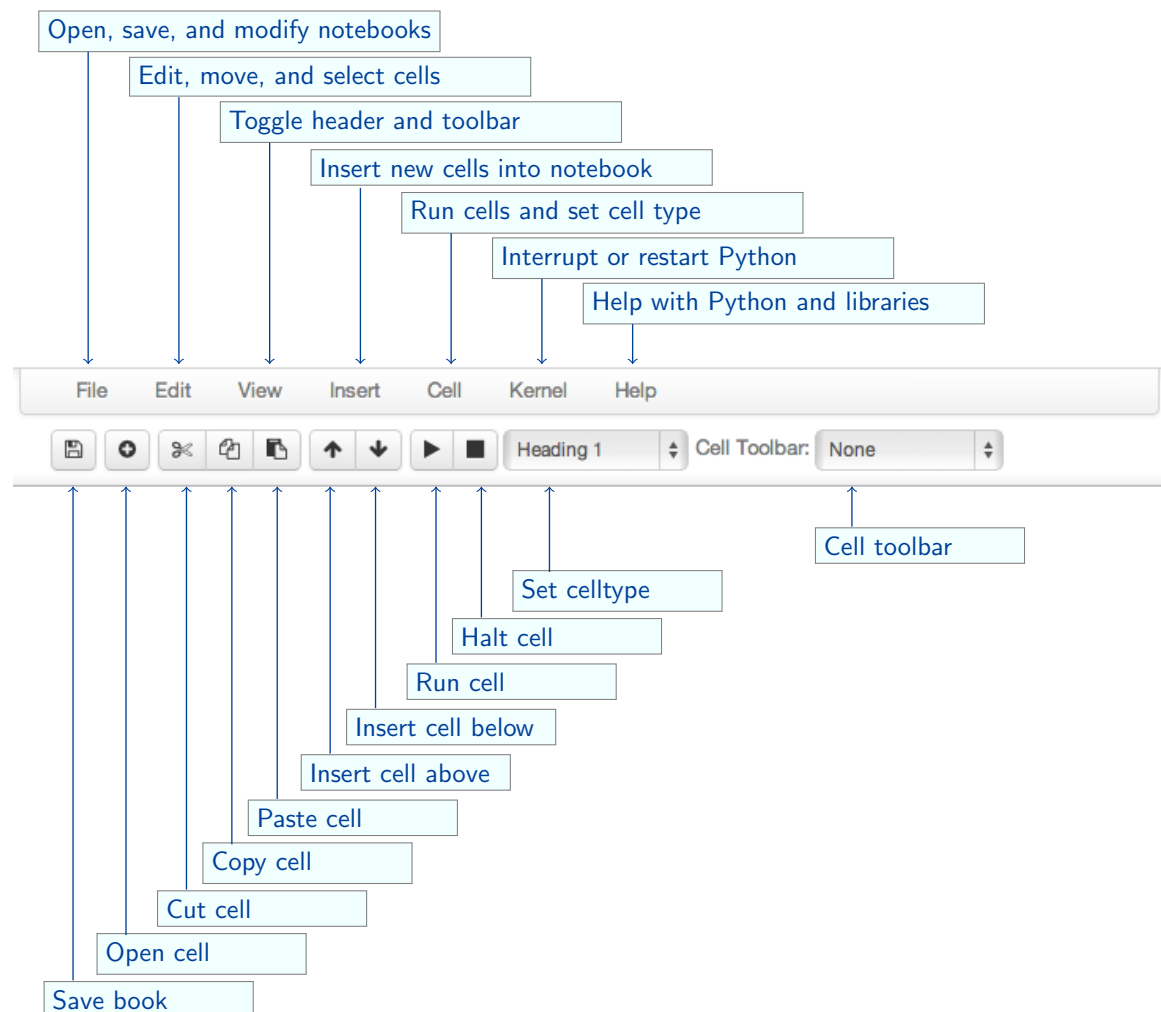 Open, save, and modify notebooks
Edit, move, and select cells
Toggle header and toolbar
Insert new cells into notebook
Run cells and set cell type
Interrupt or restart Python
Help with Python and libraries
File Edit View Insert Cell Kernel Help
Heading 1 Cell Toolbar: None
Cell toolbar
Set celltype
Halt cell
Run cell
Insert cell below
Insert cell above
Paste cell
Copy cell
Cut cell
Open cell
Save book